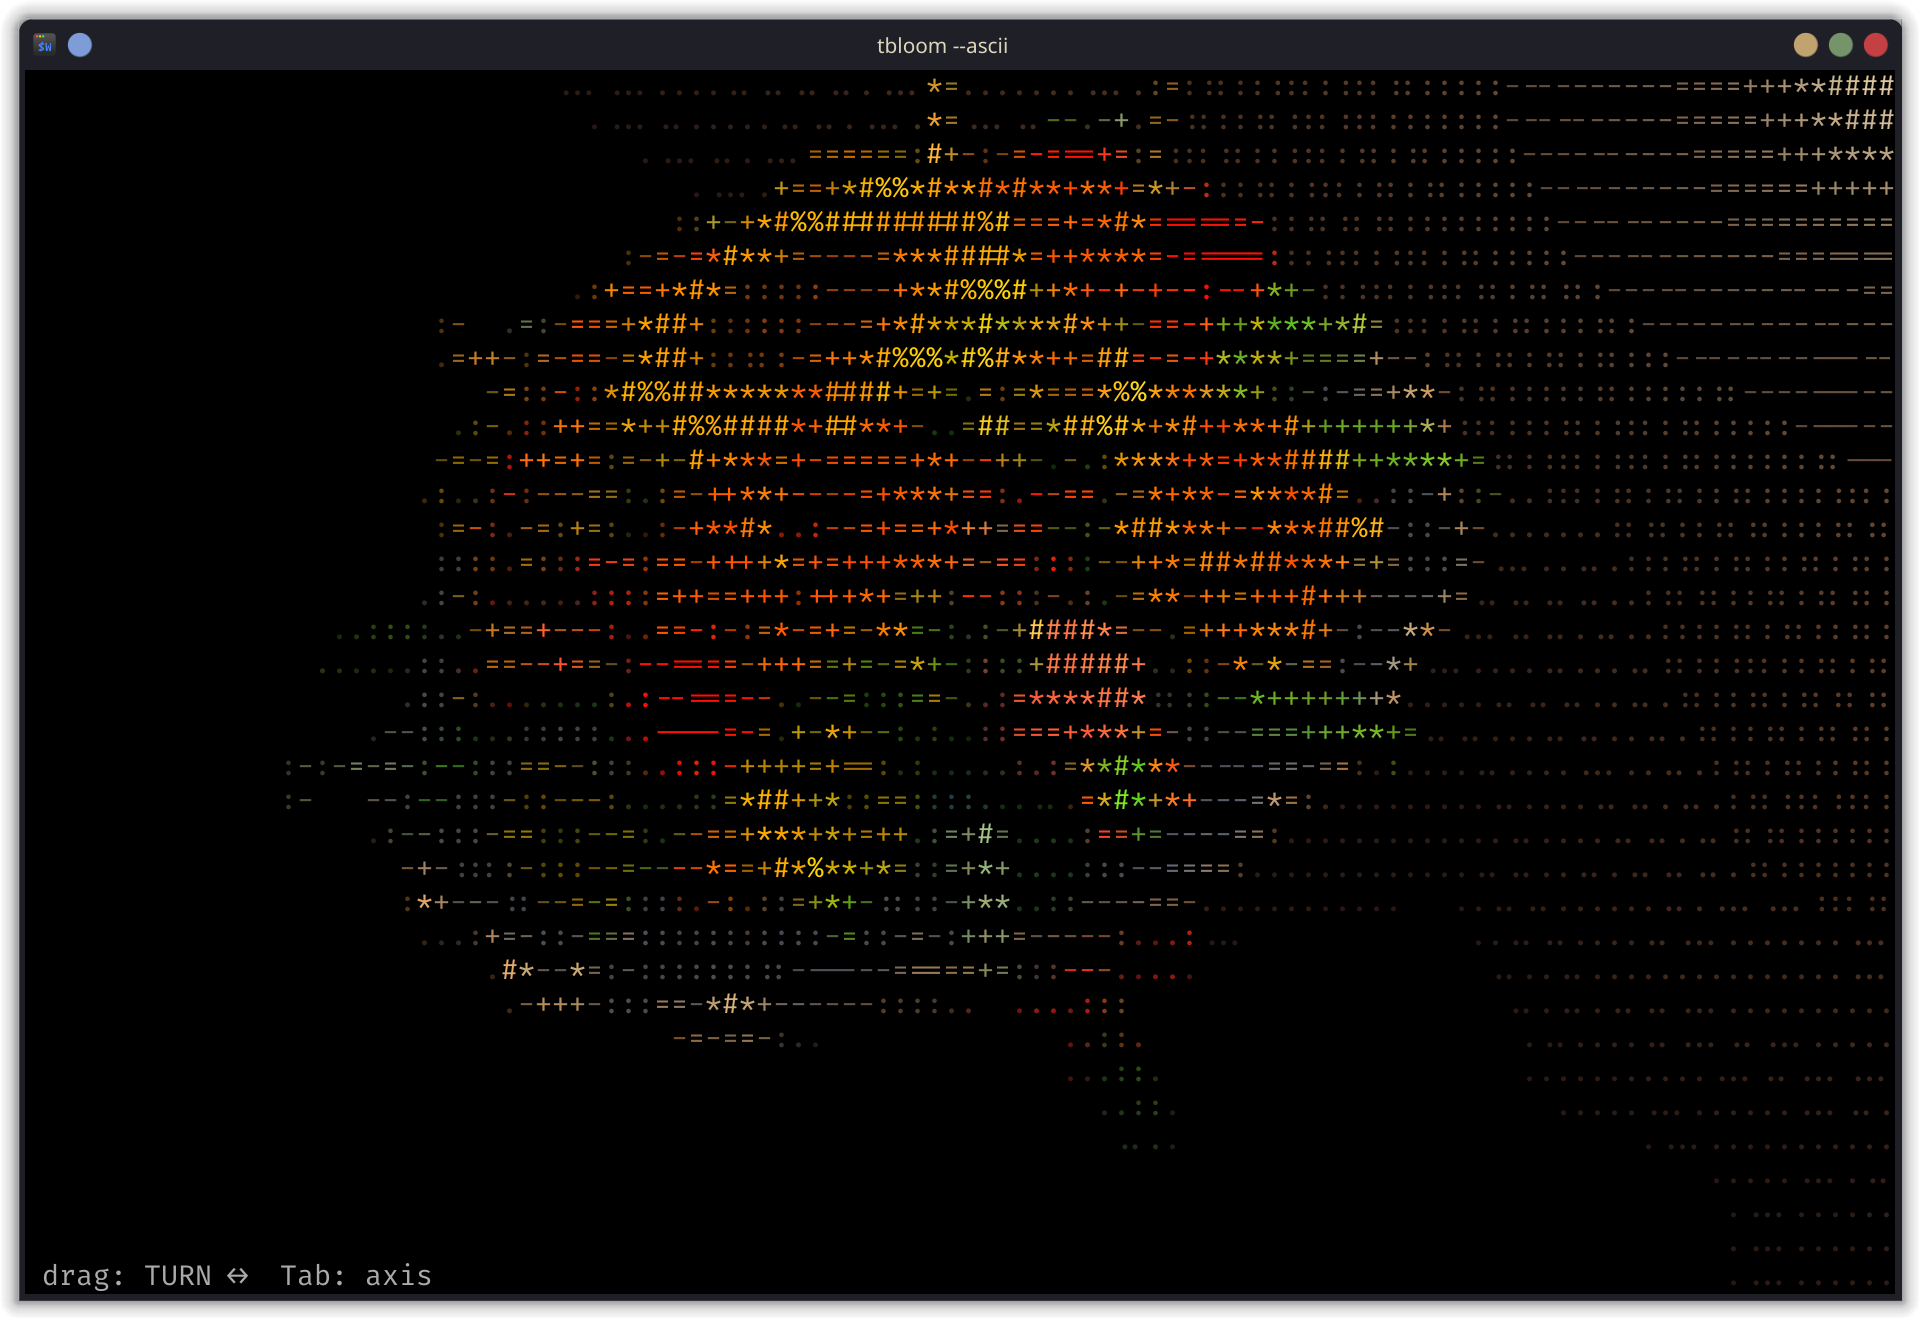 $W
tbloom --ascii
drag: TURN ↔ Tab: axis